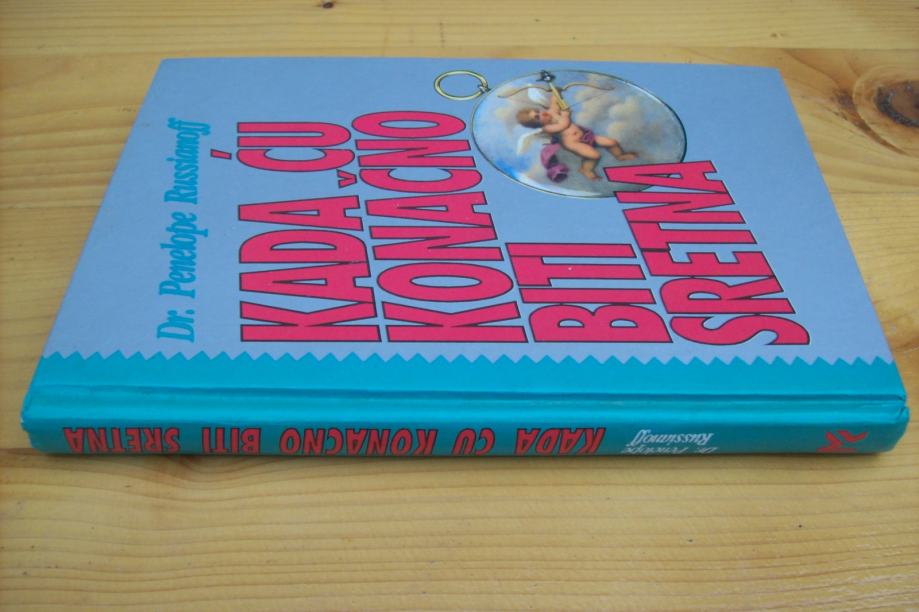 Dr. Penelope Russianoff
KADA ĆU
KONAČNO
BITI
SRETNA
KADA ĆU KONAČNO BITI SRETNA
Dr. Penelope
Russianoff